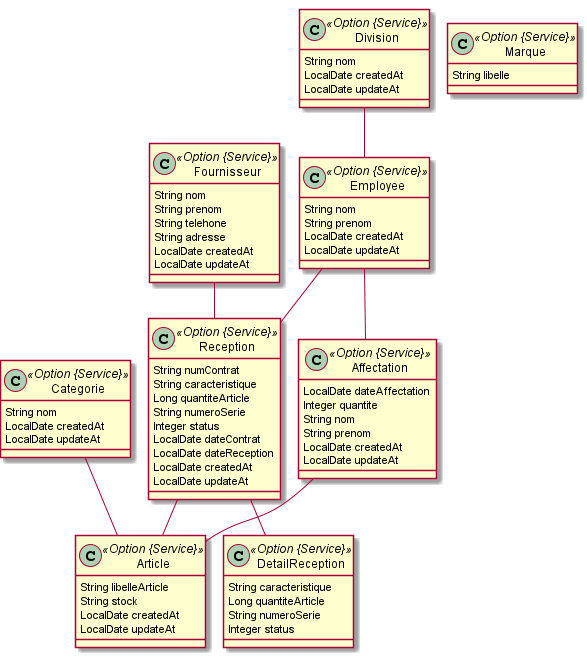 C «Option {Service}»
Division
String nom
LocalDate createdAt
LocalDate updateAt
C «Option {Service}»
Marque
String libelle
C «Option {Service}»
Fournisseur
String nom
String prenom
String telehone
String adresse
LocalDate createdAt
LocalDate updateAt
C «Option {Service}»
Employee
String nom
String prenom
LocalDate createdAt
LocalDate updateAt
C «Option {Service}»
Reception
String numContrat
String caracteristique
Long quantiteArticle
String numeroSerie
Integer status
LocalDate dateContrat
LocalDate dateReception
LocalDate createdAt
LocalDate updateAt
C «Option {Service}»
Affectation
LocalDate dateAffectation
Integer quantite
String nom
String prenom
LocalDate createdAt
LocalDate updateAt
C «Option {Service}»
Categorie
String nom
LocalDate createdAt
LocalDate updateAt
C «Option {Service}»
Article
String libelleArticle
String stock
LocalDate createdAt
LocalDate updateAt
C «Option {Service}»
DetailReception
String caracteristique
Long quantiteArticle
String numeroSerie
Integer status